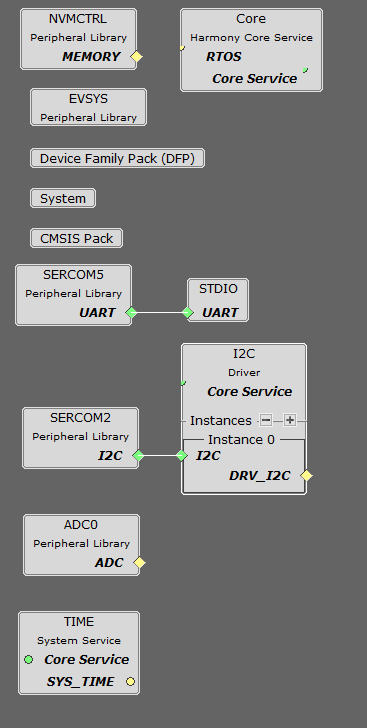 NVMCTRL
Peripheral Library
MEMORY
Core
Harmony Core Service
RTOS
Core Service
EVSYS
Peripheral Library
Device Family Pack (DFP)
System
CMSIS Pack
SERCOM5
Peripheral Library
UART
STDIO
UART
I2C
Driver
Core Service
Instances
Instance 0
I2C
DRV_I2C
SERCOM2
Peripheral Library
I2C
ADC0
Peripheral Library
ADC
TIME
System Service
Core Service
SYS_TIME